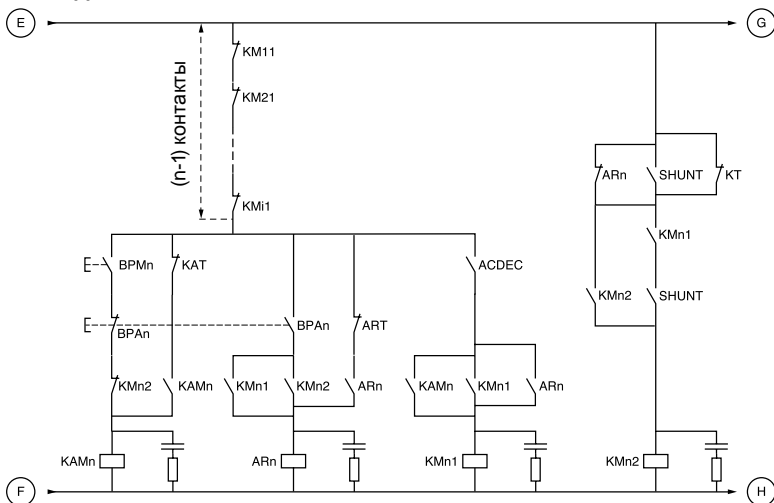 E
G
KM11
KM21
(n-1) контакты
KMi1
ARn
SHUNT
KT
KMn1
BPMn
KAT
ACDEC
KMn2
SHUNT
BPAn
BPAn
ART
KMn2
KAMn
KMn1
KMn2
ARn
KAMn
KMn1
ARn
KAMn
ARn
KMn1
KMn2
F
H